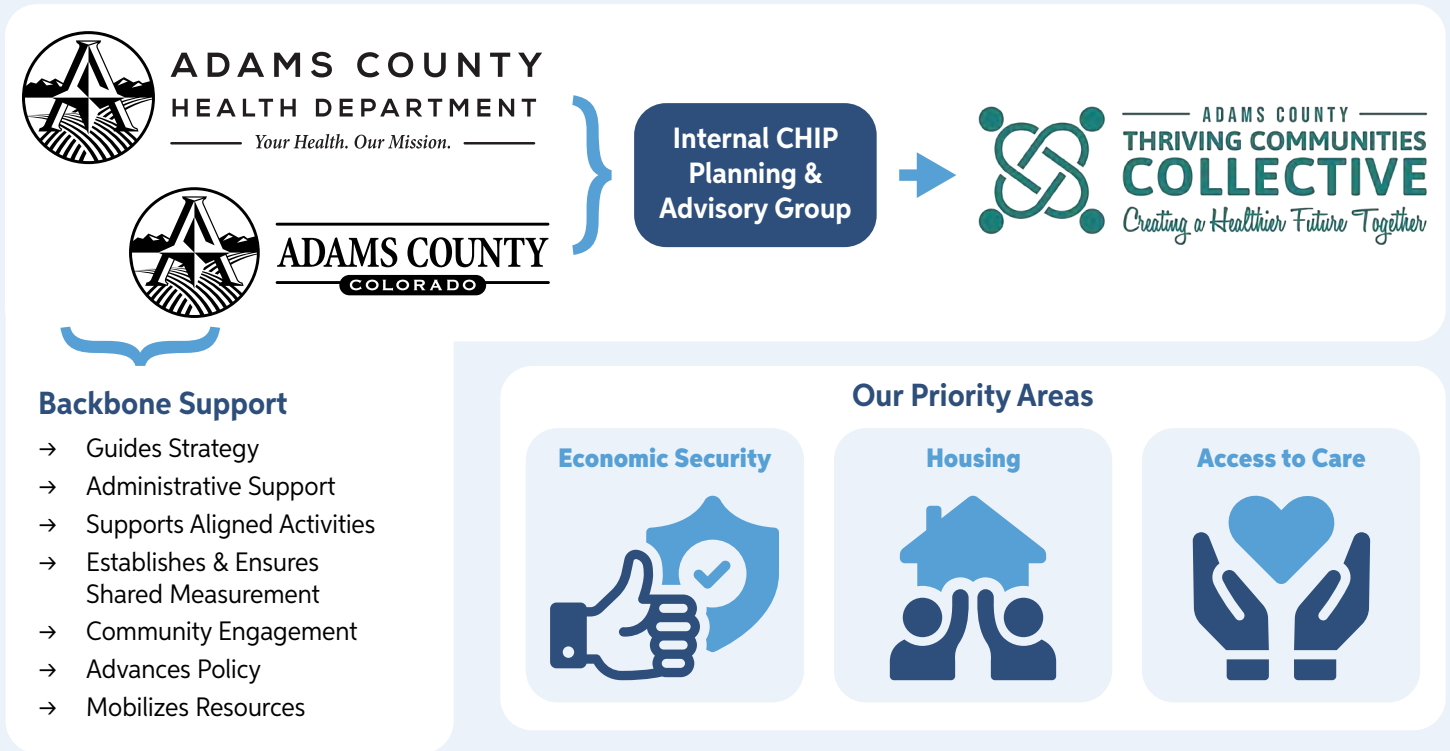 ADAMS COUNTY
HEALTH DEPARTMENT
Your Health. Our Mission.
ADAMS COUNTY
COLORADO
Internal CHIP
Planning &
Advisory Group
ADAMS COUNTY
THRIVING COMMUNITIES
COLLECTIVE
Creating a Healthier Future Together
Backbone Support
→ Guides Strategy
→ Administrative Support
→ Supports Aligned Activities
→ Establishes & Ensures
Shared Measurement
→ Community Engagement
→ Advances Policy
→ Mobilizes Resources
Our Priority Areas
Economic Security
Housing
Access to Care